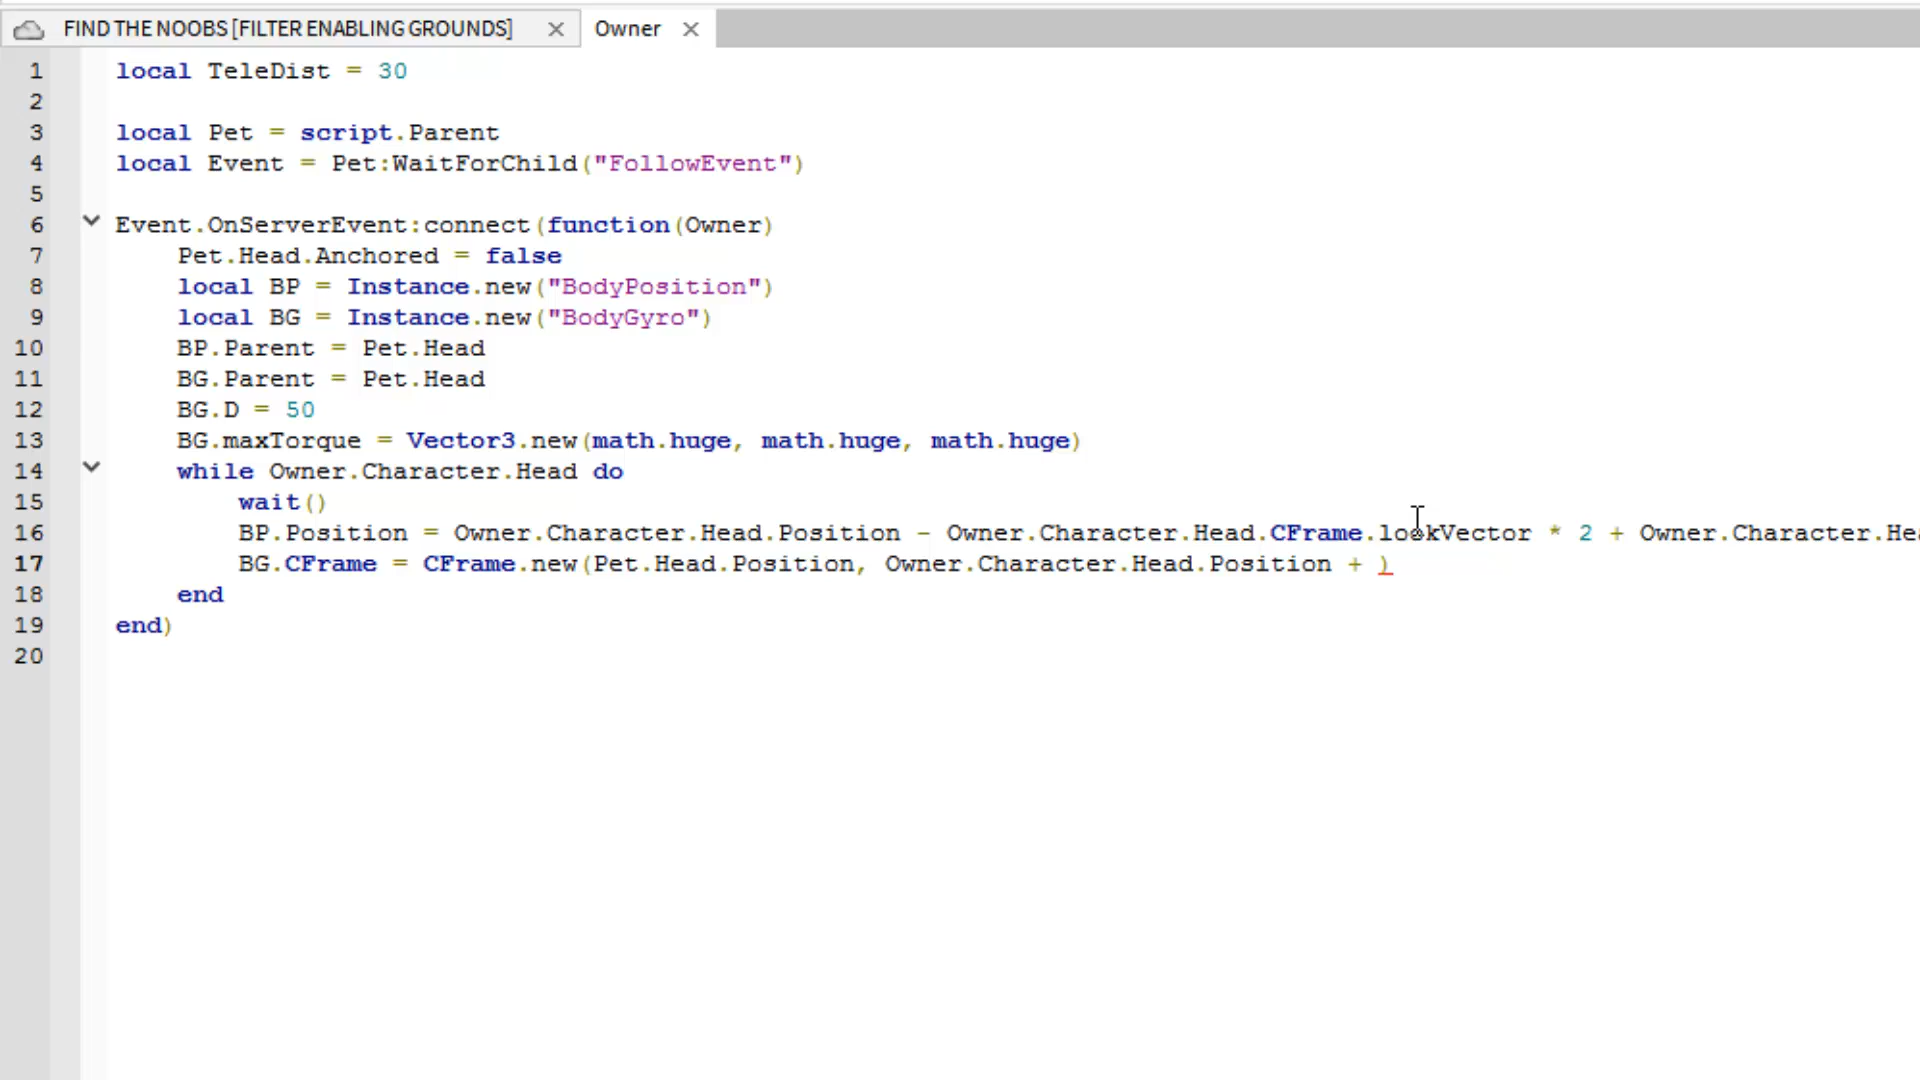 FIND THE NOOBS [FILTER ENABLING GROUNDS] Owner
1 local TeleDist = 30
2
3 local Pet = script.Parent
4 local Event = Pet:WaitForChild("FollowEvent")
5
6 Event.OnServerEvent:connect(function(Owner)
7 Pet.Head.Anchored = false
8 local BP = Instance.new("BodyPosition")
9 local BG = Instance.new("BodyGyro")
10 BP.Parent = Pet.Head
11 BG.Parent = Pet.Head
12 BG.D = 50
13 BG.maxTorque = Vector3.new(math.huge, math.huge, math.huge)
14 while Owner.Character.Head do
15 wait()
16 BP.Position = Owner.Character.Head.Position - Owner.Character.Head.CFrame.lookVector * 2 + Owner.Character.He
17 BG.CFrame = CFrame.new(Pet.Head.Position, Owner.Character.Head.Position + )
18 end
19 end)
20